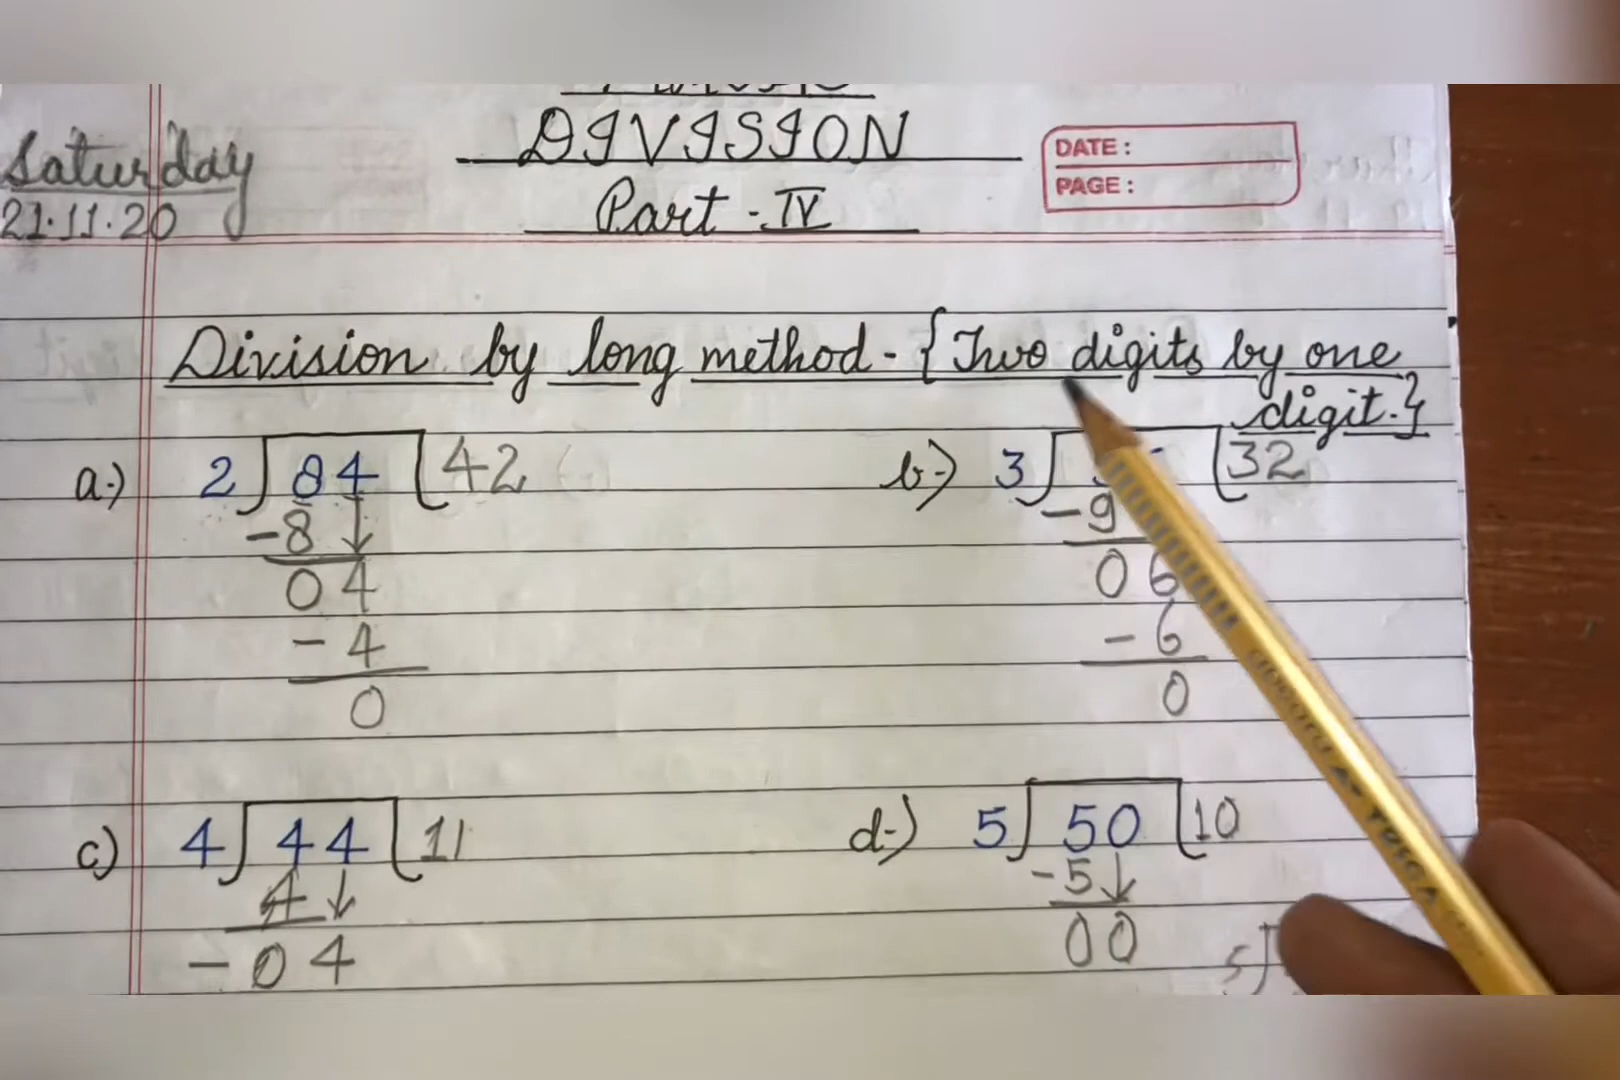 DIVISION
Saturday
21.11.20
Part - IV
DATE :
PAGE :
Division by long method - {Two digits by one
digit.}
a.) 2 84 42
-8
04
- 4
0
b.) 3 32
-9
06
- 6
0
c) 4 44 11
4
- 04
d.) 5 50 10
-5
00
5